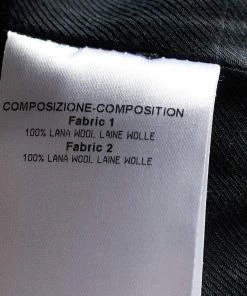 COMPOSIZIONE-COMPOSITION
Fabric 1
100% LANA WOOL LAINE WOLLE
Fabric 2
100% LANA WOOL LAINE WOLLE